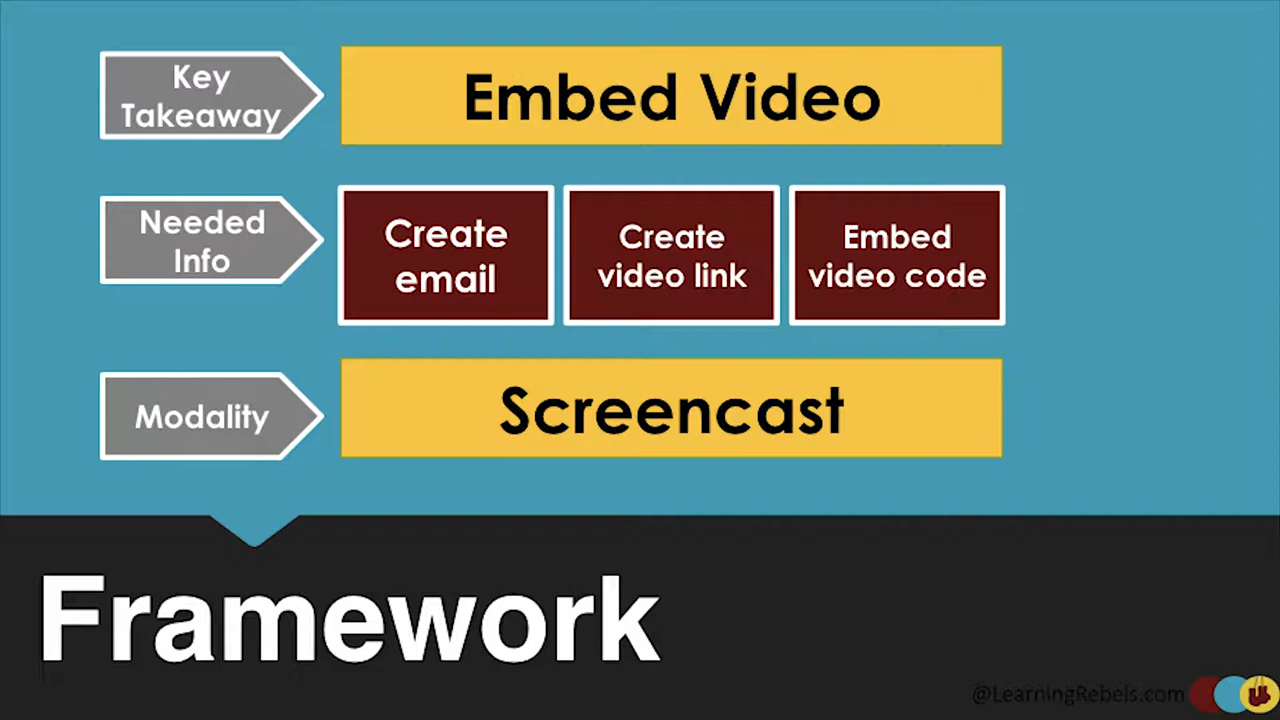 Key
Takeaway
Embed Video
Needed
Info
Create
email
Create
video link
Embed
video code
Modality
Screencast
Framework
@LearningRebels.com